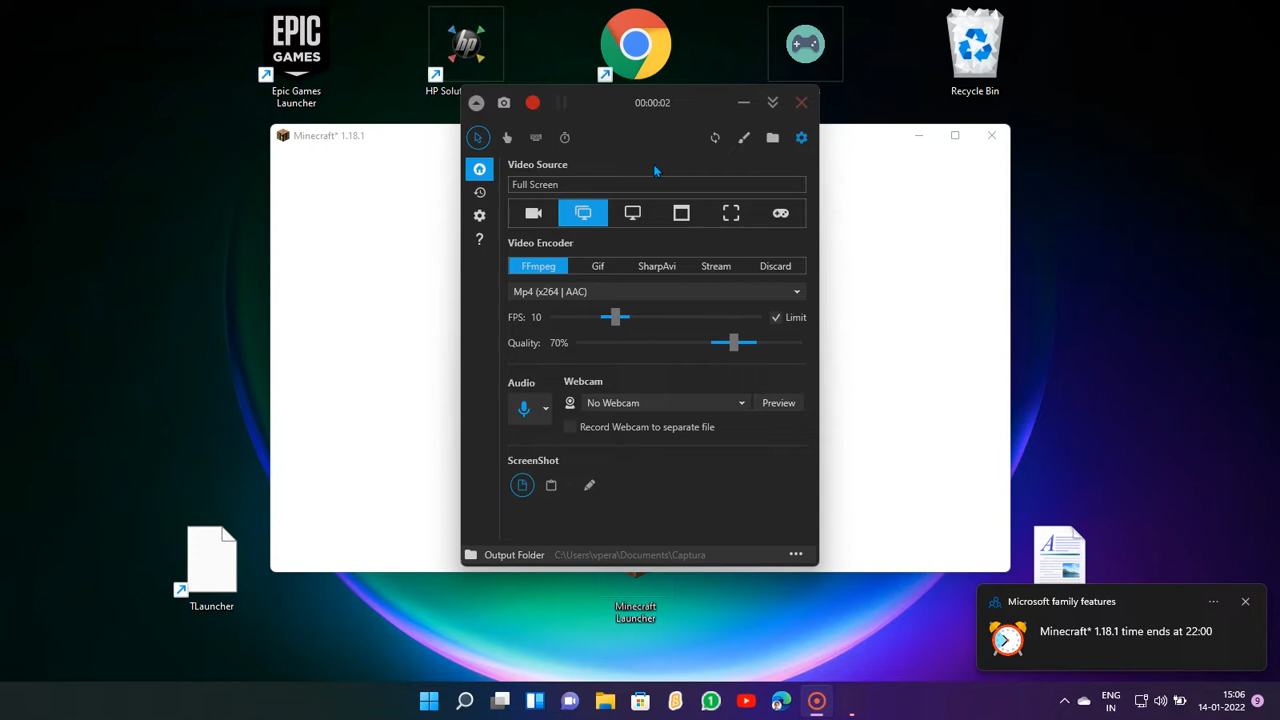 EPIC
GAMES
Epic Games
Launcher
hp
Recycle Bin
00:00:02
Minecraft* 1.18.1
Video Source
Full Screen
Video Encoder
FFmpeg Gif SharpAvi Stream Discard
Mp4 (x264 | AAC)
FPS: 10 Limit
Quality: 70%
Audio Webcam
No Webcam Preview
Record Webcam to separate file
ScreenShot
Output Folder C:\Users\vpera\Documents\Captura
TLauncher
Minecraft
Launcher
Microsoft family features
Minecraft* 1.18.1 time ends at 22:00
ENG
IN
15:06
14-01-2022
9
1